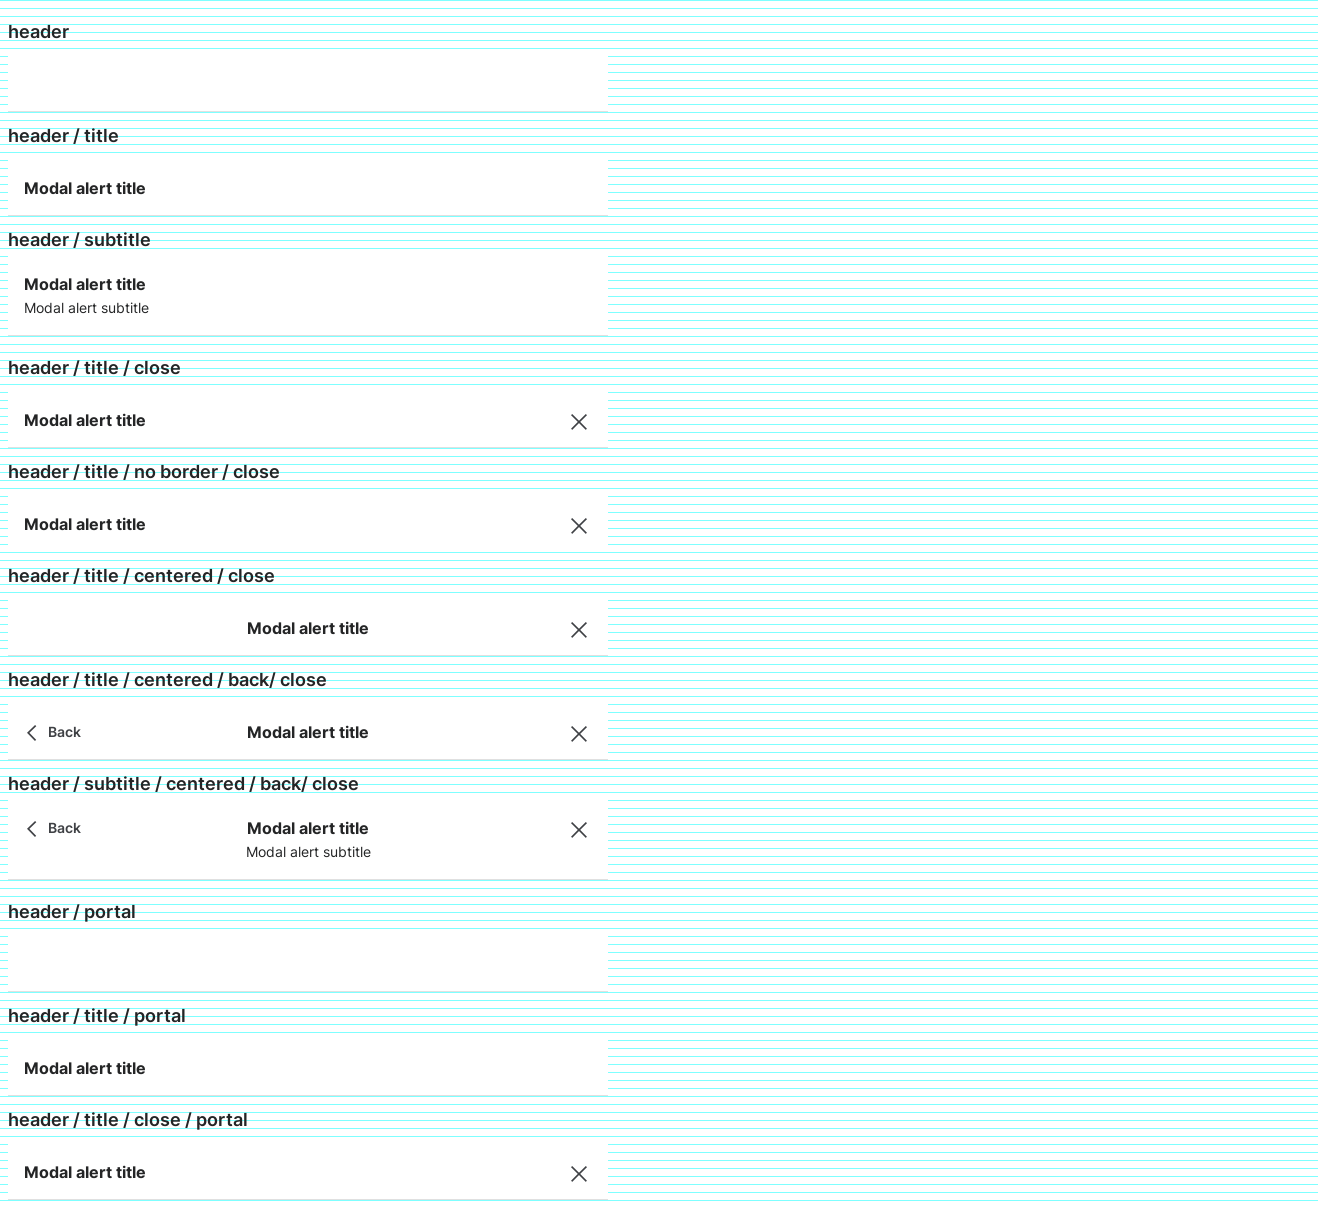 header
header / title
Modal alert title
header / subtitle
Modal alert title
Modal alert subtitle
header / title / close
Modal alert title
header / title / no border / close
Modal alert title
header / title / centered / close
Modal alert title
header / title / centered / back/ close
Back Modal alert title
header / subtitle / centered / back/ close
Back Modal alert title
Modal alert subtitle
header / portal
header / title / portal
Modal alert title
header / title / close / portal
Modal alert title